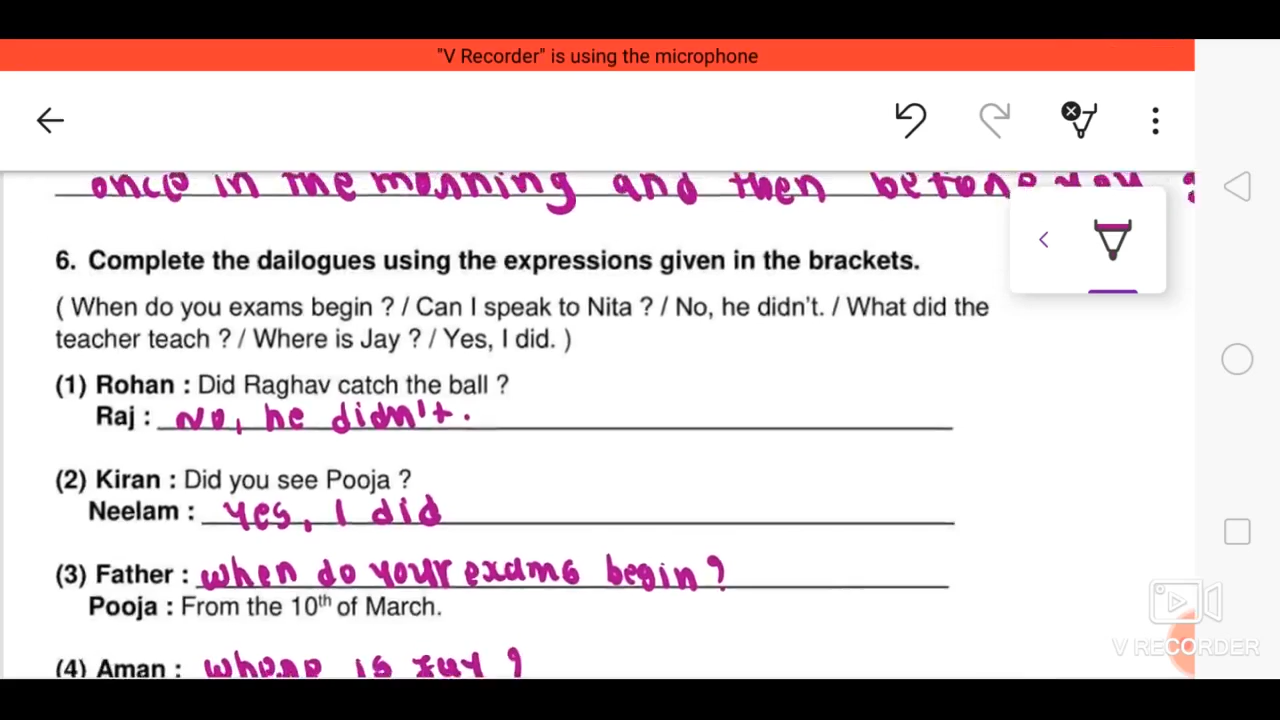 "V Recorder" is using the microphone
once in the morning and then before you
6. Complete the dailogues using the expressions given in the brackets.
( When do you exams begin ? / Can I speak to Nita ? / No, he didn't. / What did the
teacher teach ? / Where is Jay ? / Yes, I did. )
(1) Rohan : Did Raghav catch the ball ?
Raj : No, he didn't.
(2) Kiran : Did you see Pooja ?
Neelam : Yes, I did
(3) Father : when do your exams begin?
Pooja : From the 10th of March.
(4) Aman : where is Jay ?
V RECORDER